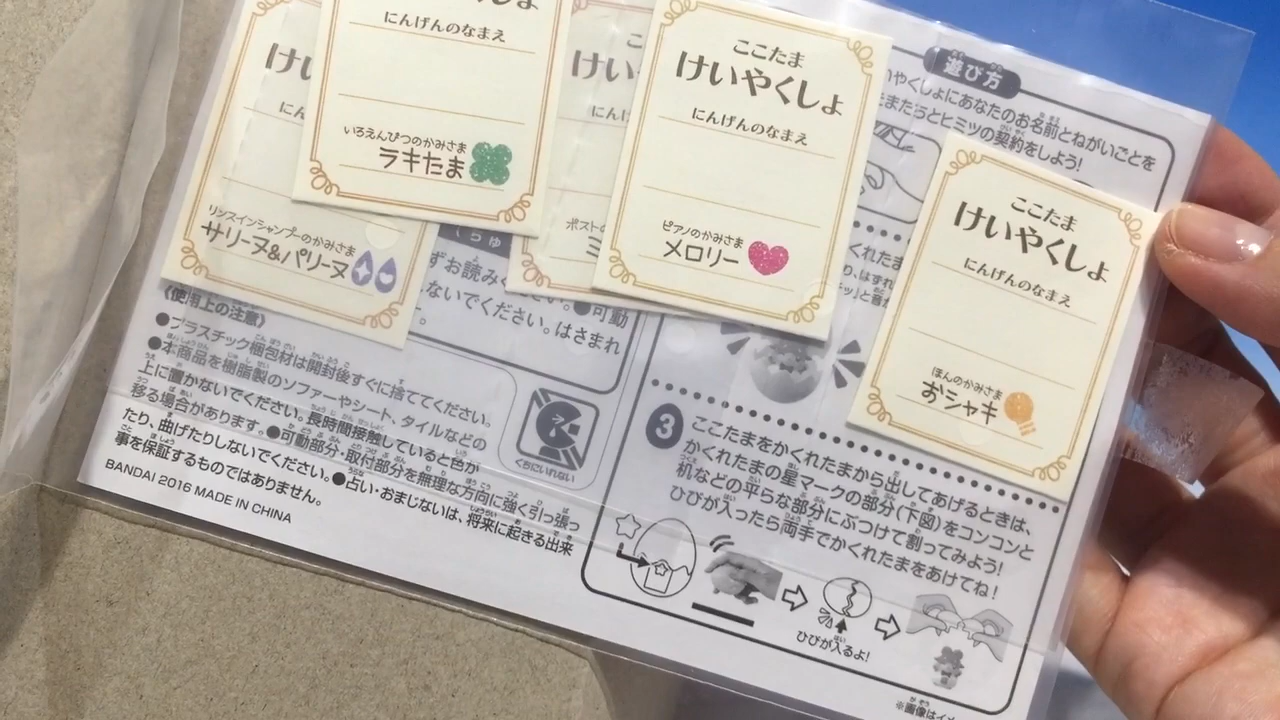 けいや
にん
リンスインシャンプーのかみさま
サリーヌ&パリーヌ
くしょ
にんげんのなまえ
いろえんぴつのかみさま
ラキたま
こ
けいや
にん
ポストの
ミ
ここたま
けいやくしょ
にんげんのなまえ
ピアノのかみさま
メロリー
ここたま
けいやくしょ
にんげんのなまえ
ほんのかみさま
おシャキ
遊び方
いやくしょにあなたのお名前とねがいごとを
たまたちとヒミツの契約をしよう!
ちゅ
ずお読みください。●可動
ないでください。はさまれ
《使用上の注意》
●プラスチック梱包材は開封後すぐに捨ててください。
●本商品を樹脂製のソファーやシート、タイルなどの
上に置かないでください。長時間接触していると色が
移る場合があります。●可動部分・取付部分を無理な方向に強く引っ張っ
たり、曲げたりしないでください。●占い・おまじないは、将来に起きる出来
事を保証するものではありません。
BANDAI 2016 MADE IN CHINA
くちにいれない
3
ここたまをかくれたまから出してあげるときは、
かくれたまの星マークの部分(下図)をコンコンと
机などの平らな部分にぶつけて割ってみよう!
ひびが入ったら両手でかくれたまをあけてね!
ひびが入るよ!
※画像はイメ